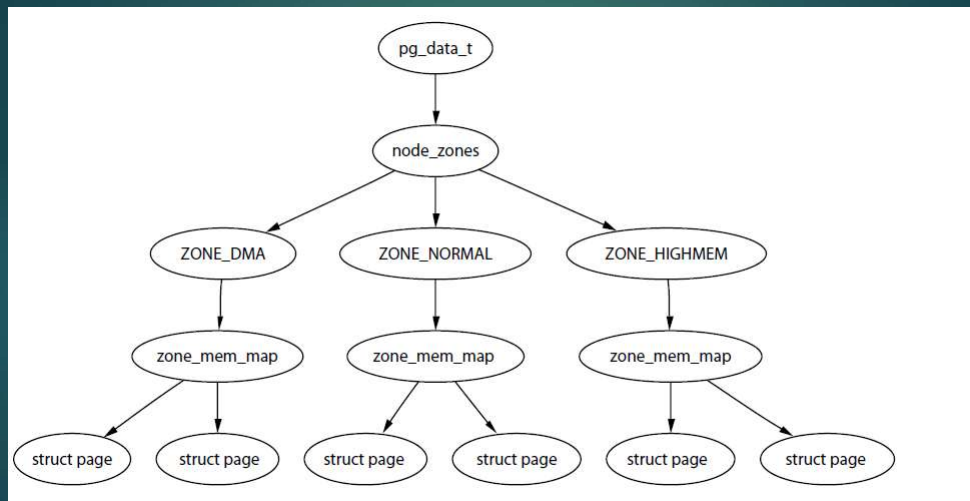 pg_data_t
node_zones
ZONE_DMA
ZONE_NORMAL
ZONE_HIGHMEM
zone_mem_map
zone_mem_map
zone_mem_map
struct page
struct page
struct page
struct page
struct page
struct page